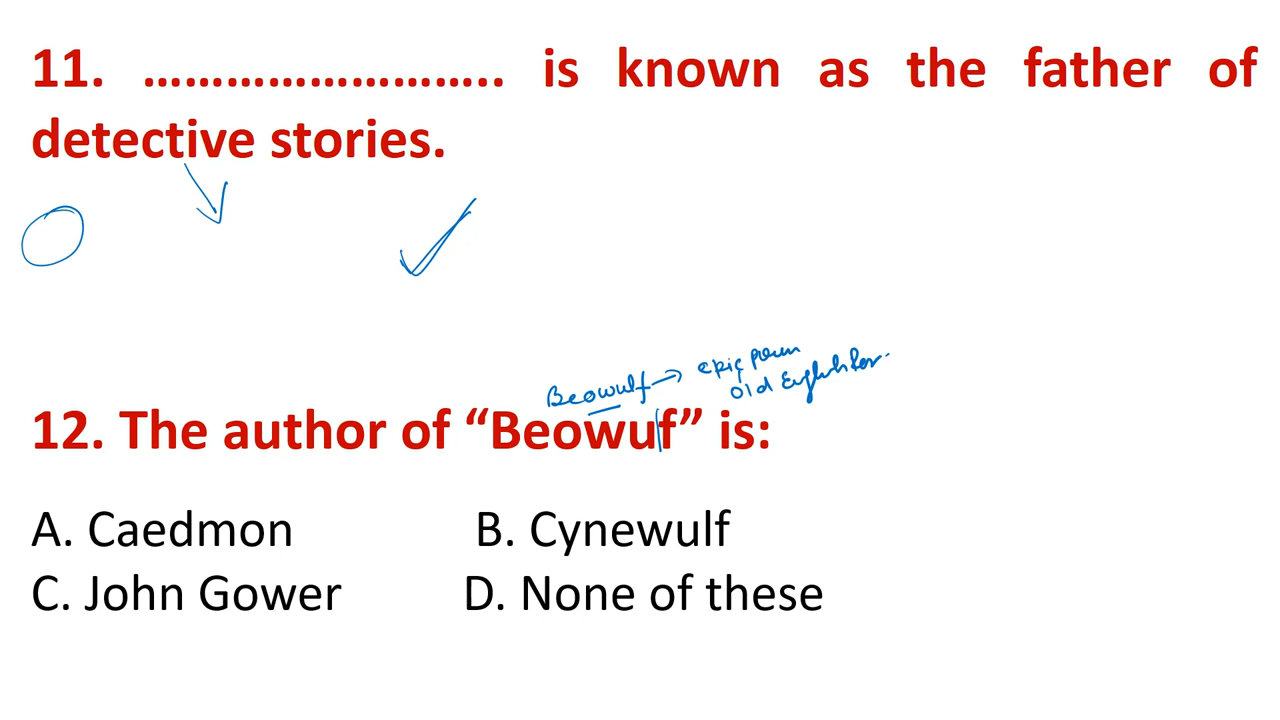 11. ……………………….. is known as the father of
detective stories.
Beowulf → epic poem
old English
12. The author of “Beowuf” is:
A. Caedmon B. Cynewulf
C. John Gower D. None of these